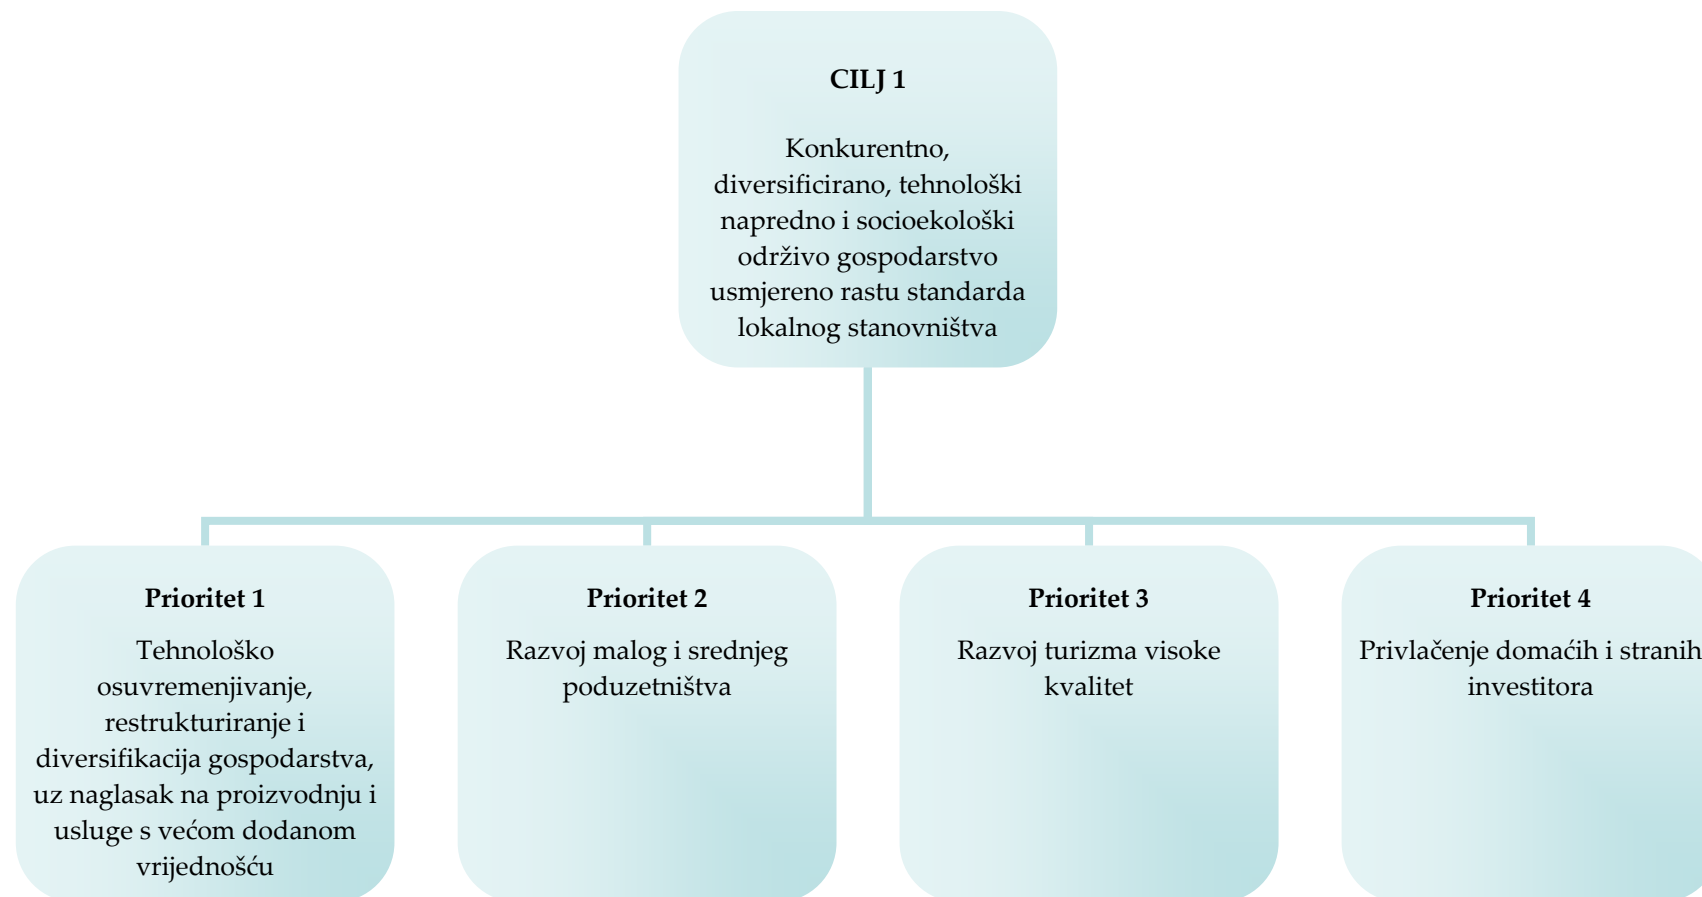 CILJ 1
Konkurentno,
diversificirano, tehnološki
napredno i socioekološki
održivo gospodarstvo
usmjereno rastu standarda
lokalnog stanovništva
Prioritet 1
Tehnološko
osuvremenjivanje,
restrukturiranje i
diversifikacija gospodarstva,
uz naglasak na proizvodnju i
usluge s većom dodanom
vrijednošću
Prioritet 2
Razvoj malog i srednjeg
poduzetništva
Prioritet 3
Razvoj turizma visoke
kvalitet
Prioritet 4
Privlačenje domaćih i stranih
investitora